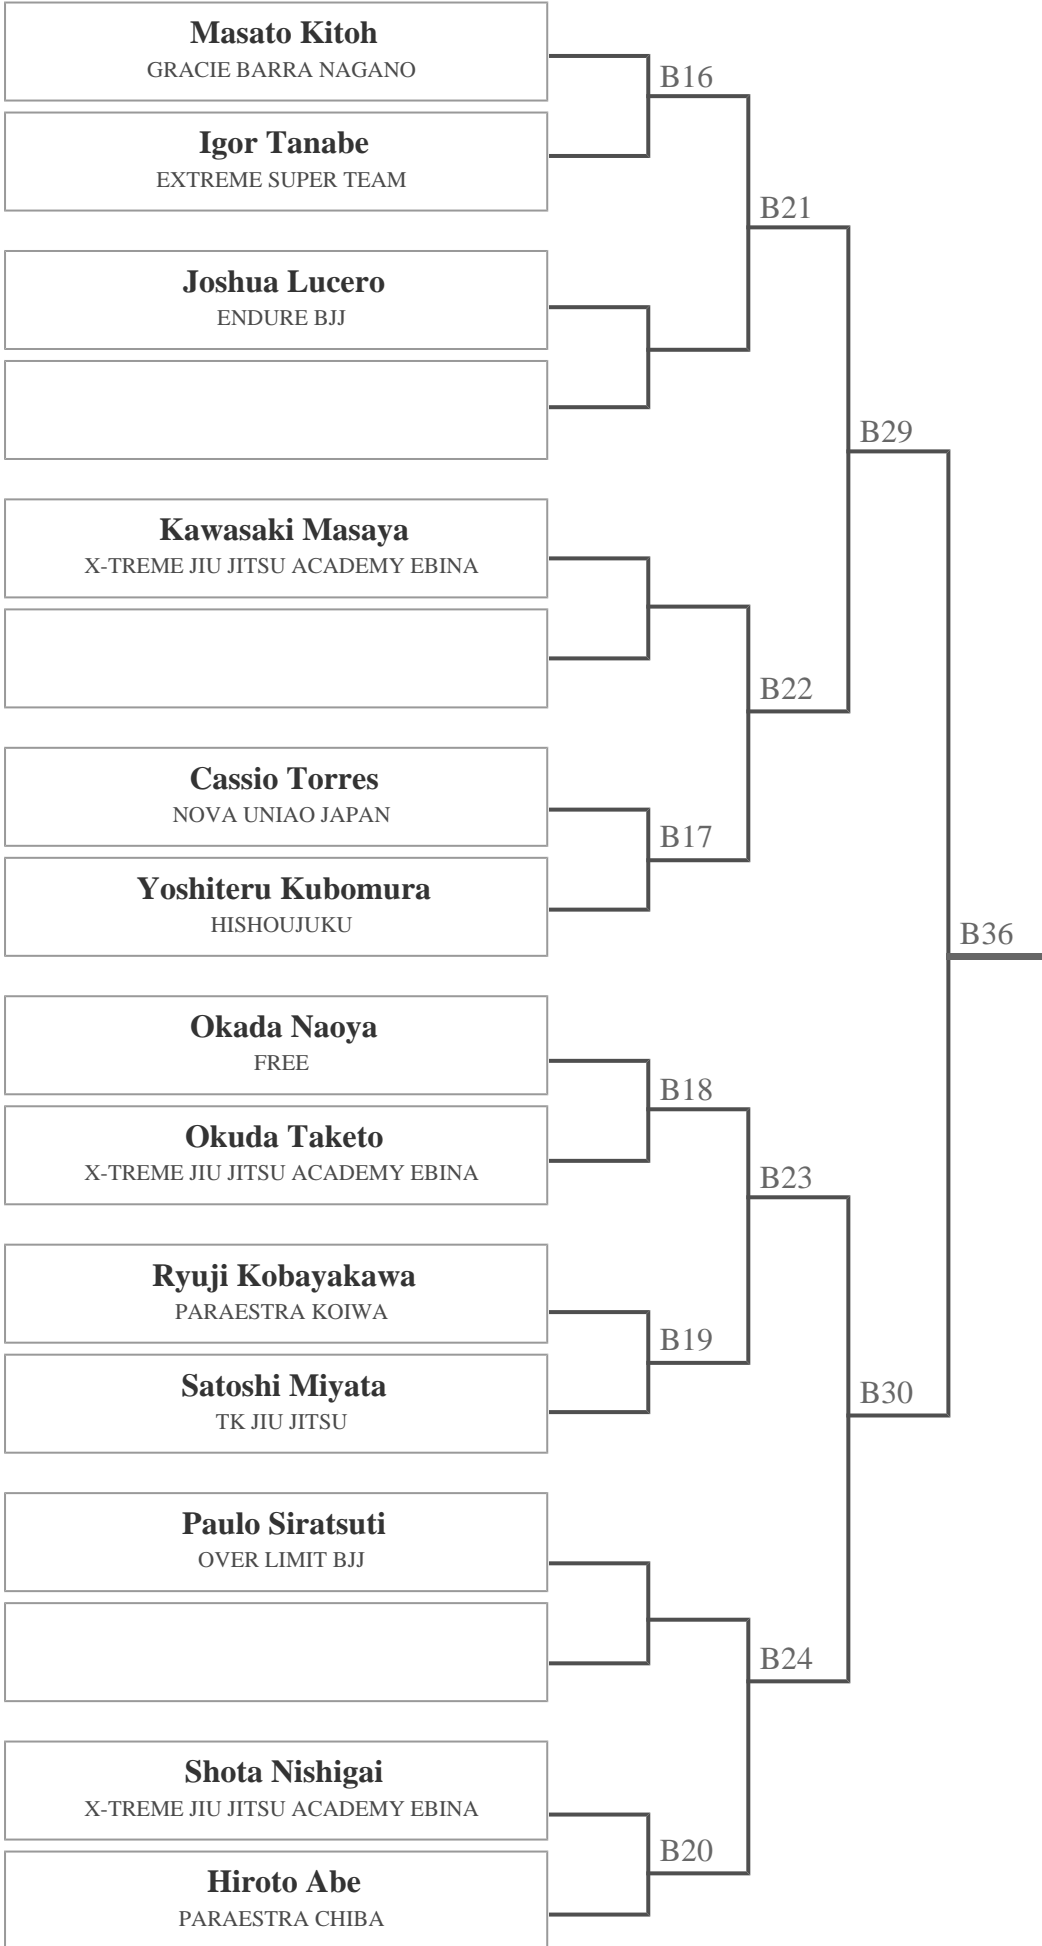 Masato Kitoh
GRACIE BARRA NAGANO
B16
Igor Tanabe
EXTREME SUPER TEAM
B21
Joshua Lucero
ENDURE BJJ
B29
Kawasaki Masaya
X-TREME JIU JITSU ACADEMY EBINA
B22
Cassio Torres
NOVA UNIAO JAPAN
B17
Yoshiteru Kubomura
HISHOUJUKU
B36
Okada Naoya
FREE
B18
Okuda Taketo
X-TREME JIU JITSU ACADEMY EBINA
B23
Ryuji Kobayakawa
PARAESTRA KOIWA
B19
Satoshi Miyata
TK JIU JITSU
B30
Paulo Siratsuti
OVER LIMIT BJJ
B24
Shota Nishigai
X-TREME JIU JITSU ACADEMY EBINA
B20
Hiroto Abe
PARAESTRA CHIBA